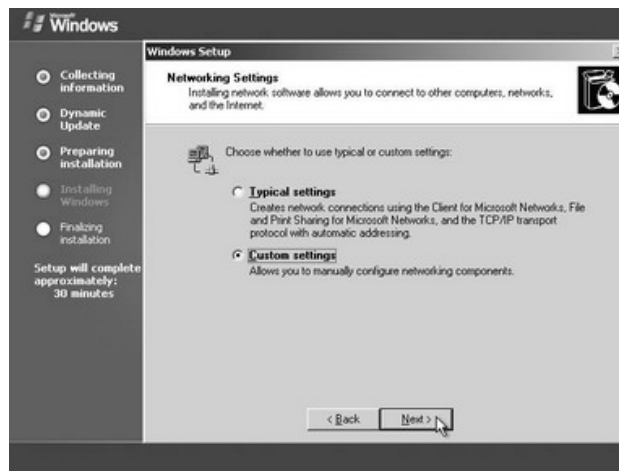 Microsoft
Windows
Collecting
information
Dynamic
Update
Preparing
installation
Installing
Windows
Finalizing
installation
Setup will complete
approximately:
30 minutes
Windows Setup
Networking Settings
Installing network software allows you to connect to other computers, networks,
and the Internet.
Choose whether to use typical or custom settings:
Typical settings
Creates network connections using the Client for Microsoft Networks, File
and Print Sharing for Microsoft Networks, and the TCP/IP transport
protocol with automatic addressing.
Custom settings
Allows you to manually configure networking components.
< Back
Next >